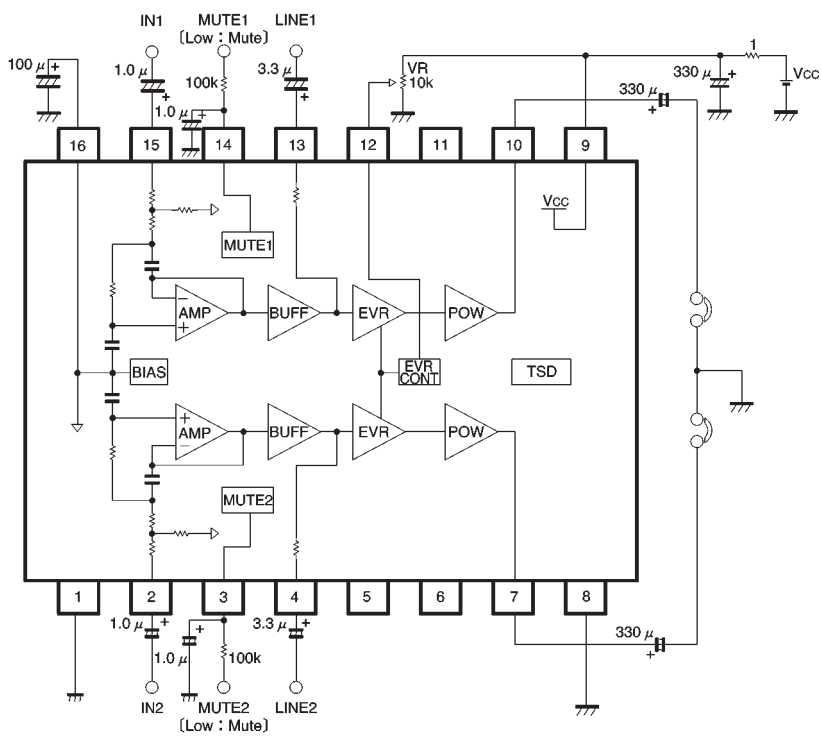 IN1
MUTE1
[Low : Mute]
LINE1
100 μ +
1.0 μ +
100k
1.0 μ +
3.3 μ +
VR
10k
1
330 μ +
VCC
330 μ +
16
15
14
13
12
11
10
9
VCC
MUTE1
− AMP +
BUFF
EVR
POW
BIAS
EVR
CONT
TSD
+ AMP −
BUFF
EVR
POW
MUTE2
1
2
3
4
5
6
7
8
1.0 μ +
1.0 μ +
100k
3.3 μ +
330 μ +
IN2
MUTE2
[Low : Mute]
LINE2